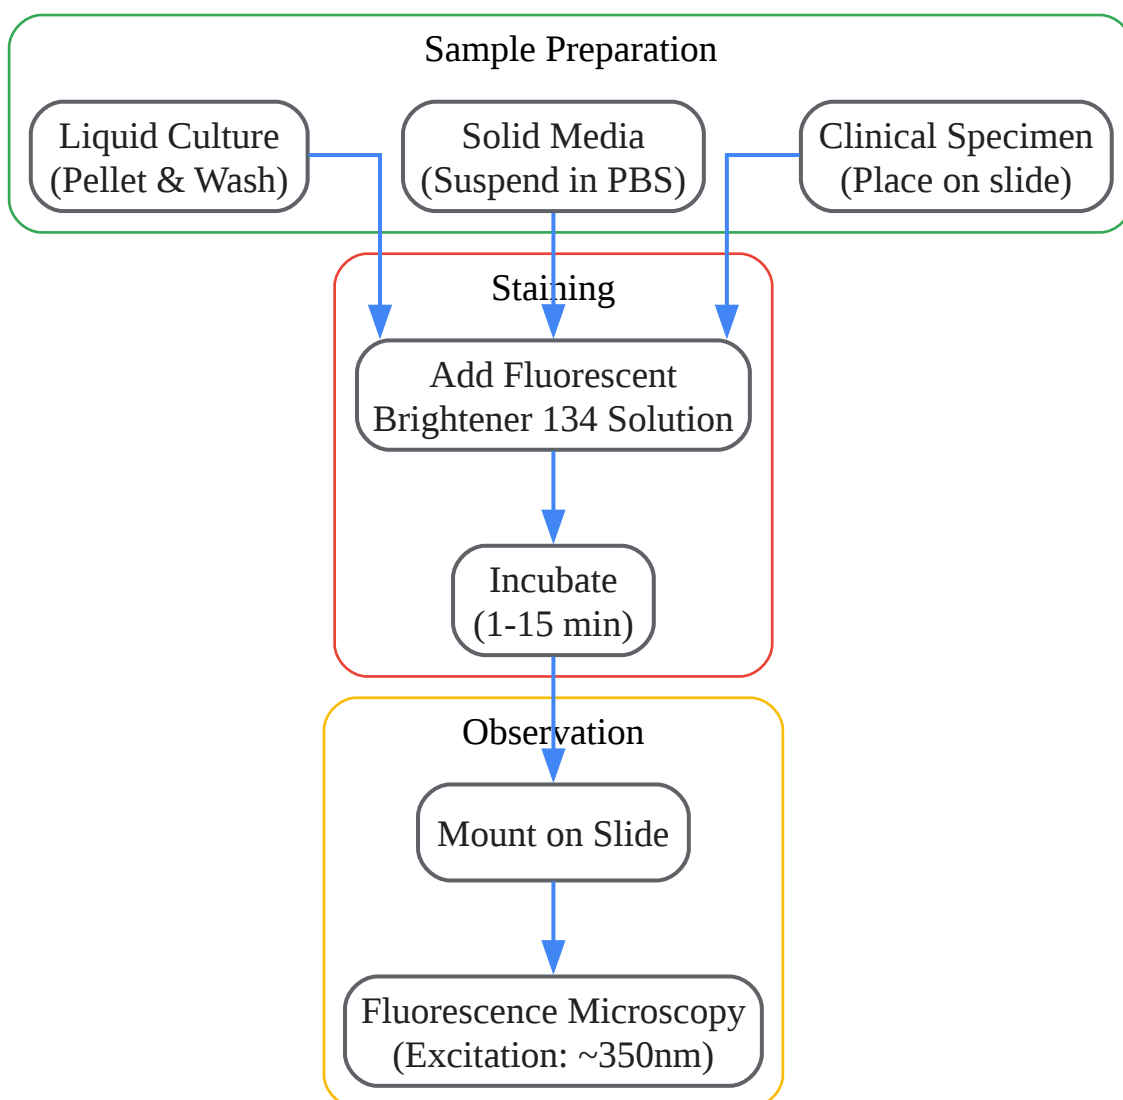 Sample Preparation
Liquid Culture
(Pellet & Wash)
Solid Media
(Suspend in PBS)
Clinical Specimen
(Place on slide)
Staining
Add Fluorescent
Brightener 134 Solution
Incubate
(1-15 min)
Observation
Mount on Slide
Fluorescence Microscopy
(Excitation: ~350nm)